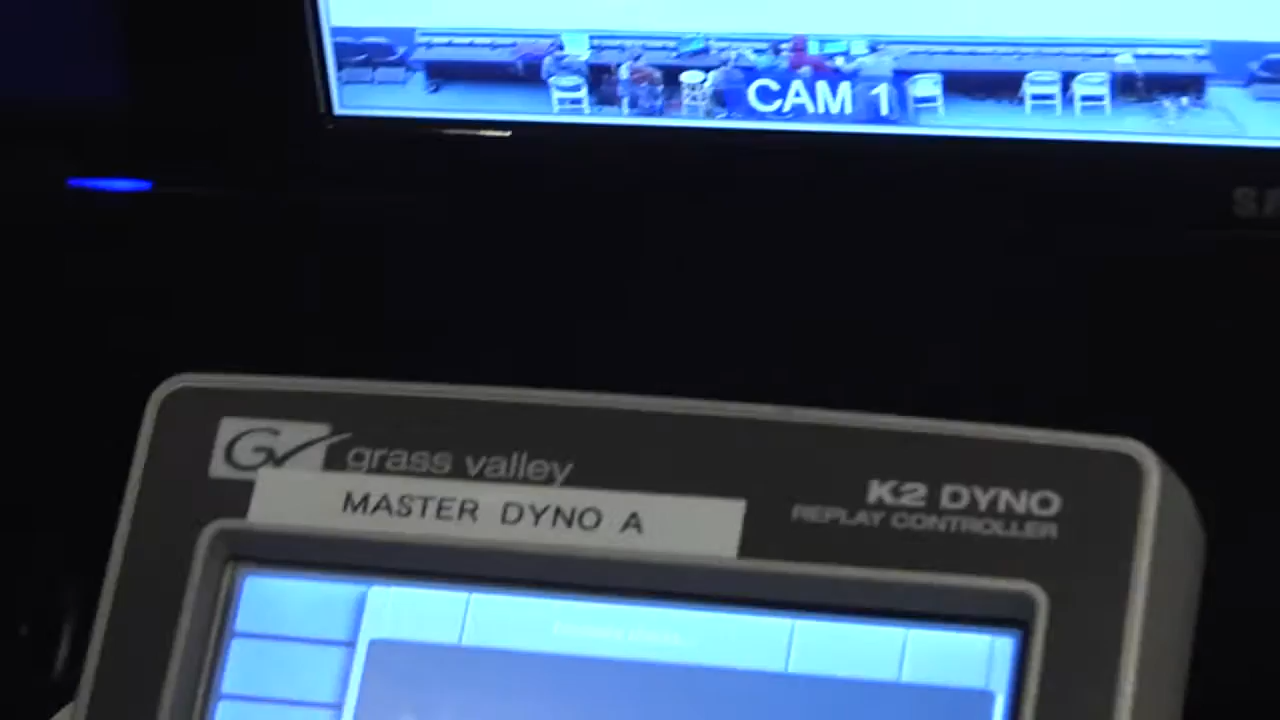 CAM 1
grass valley
MASTER DYNO A
K2 DYNO
REPLAY CONTROLLER